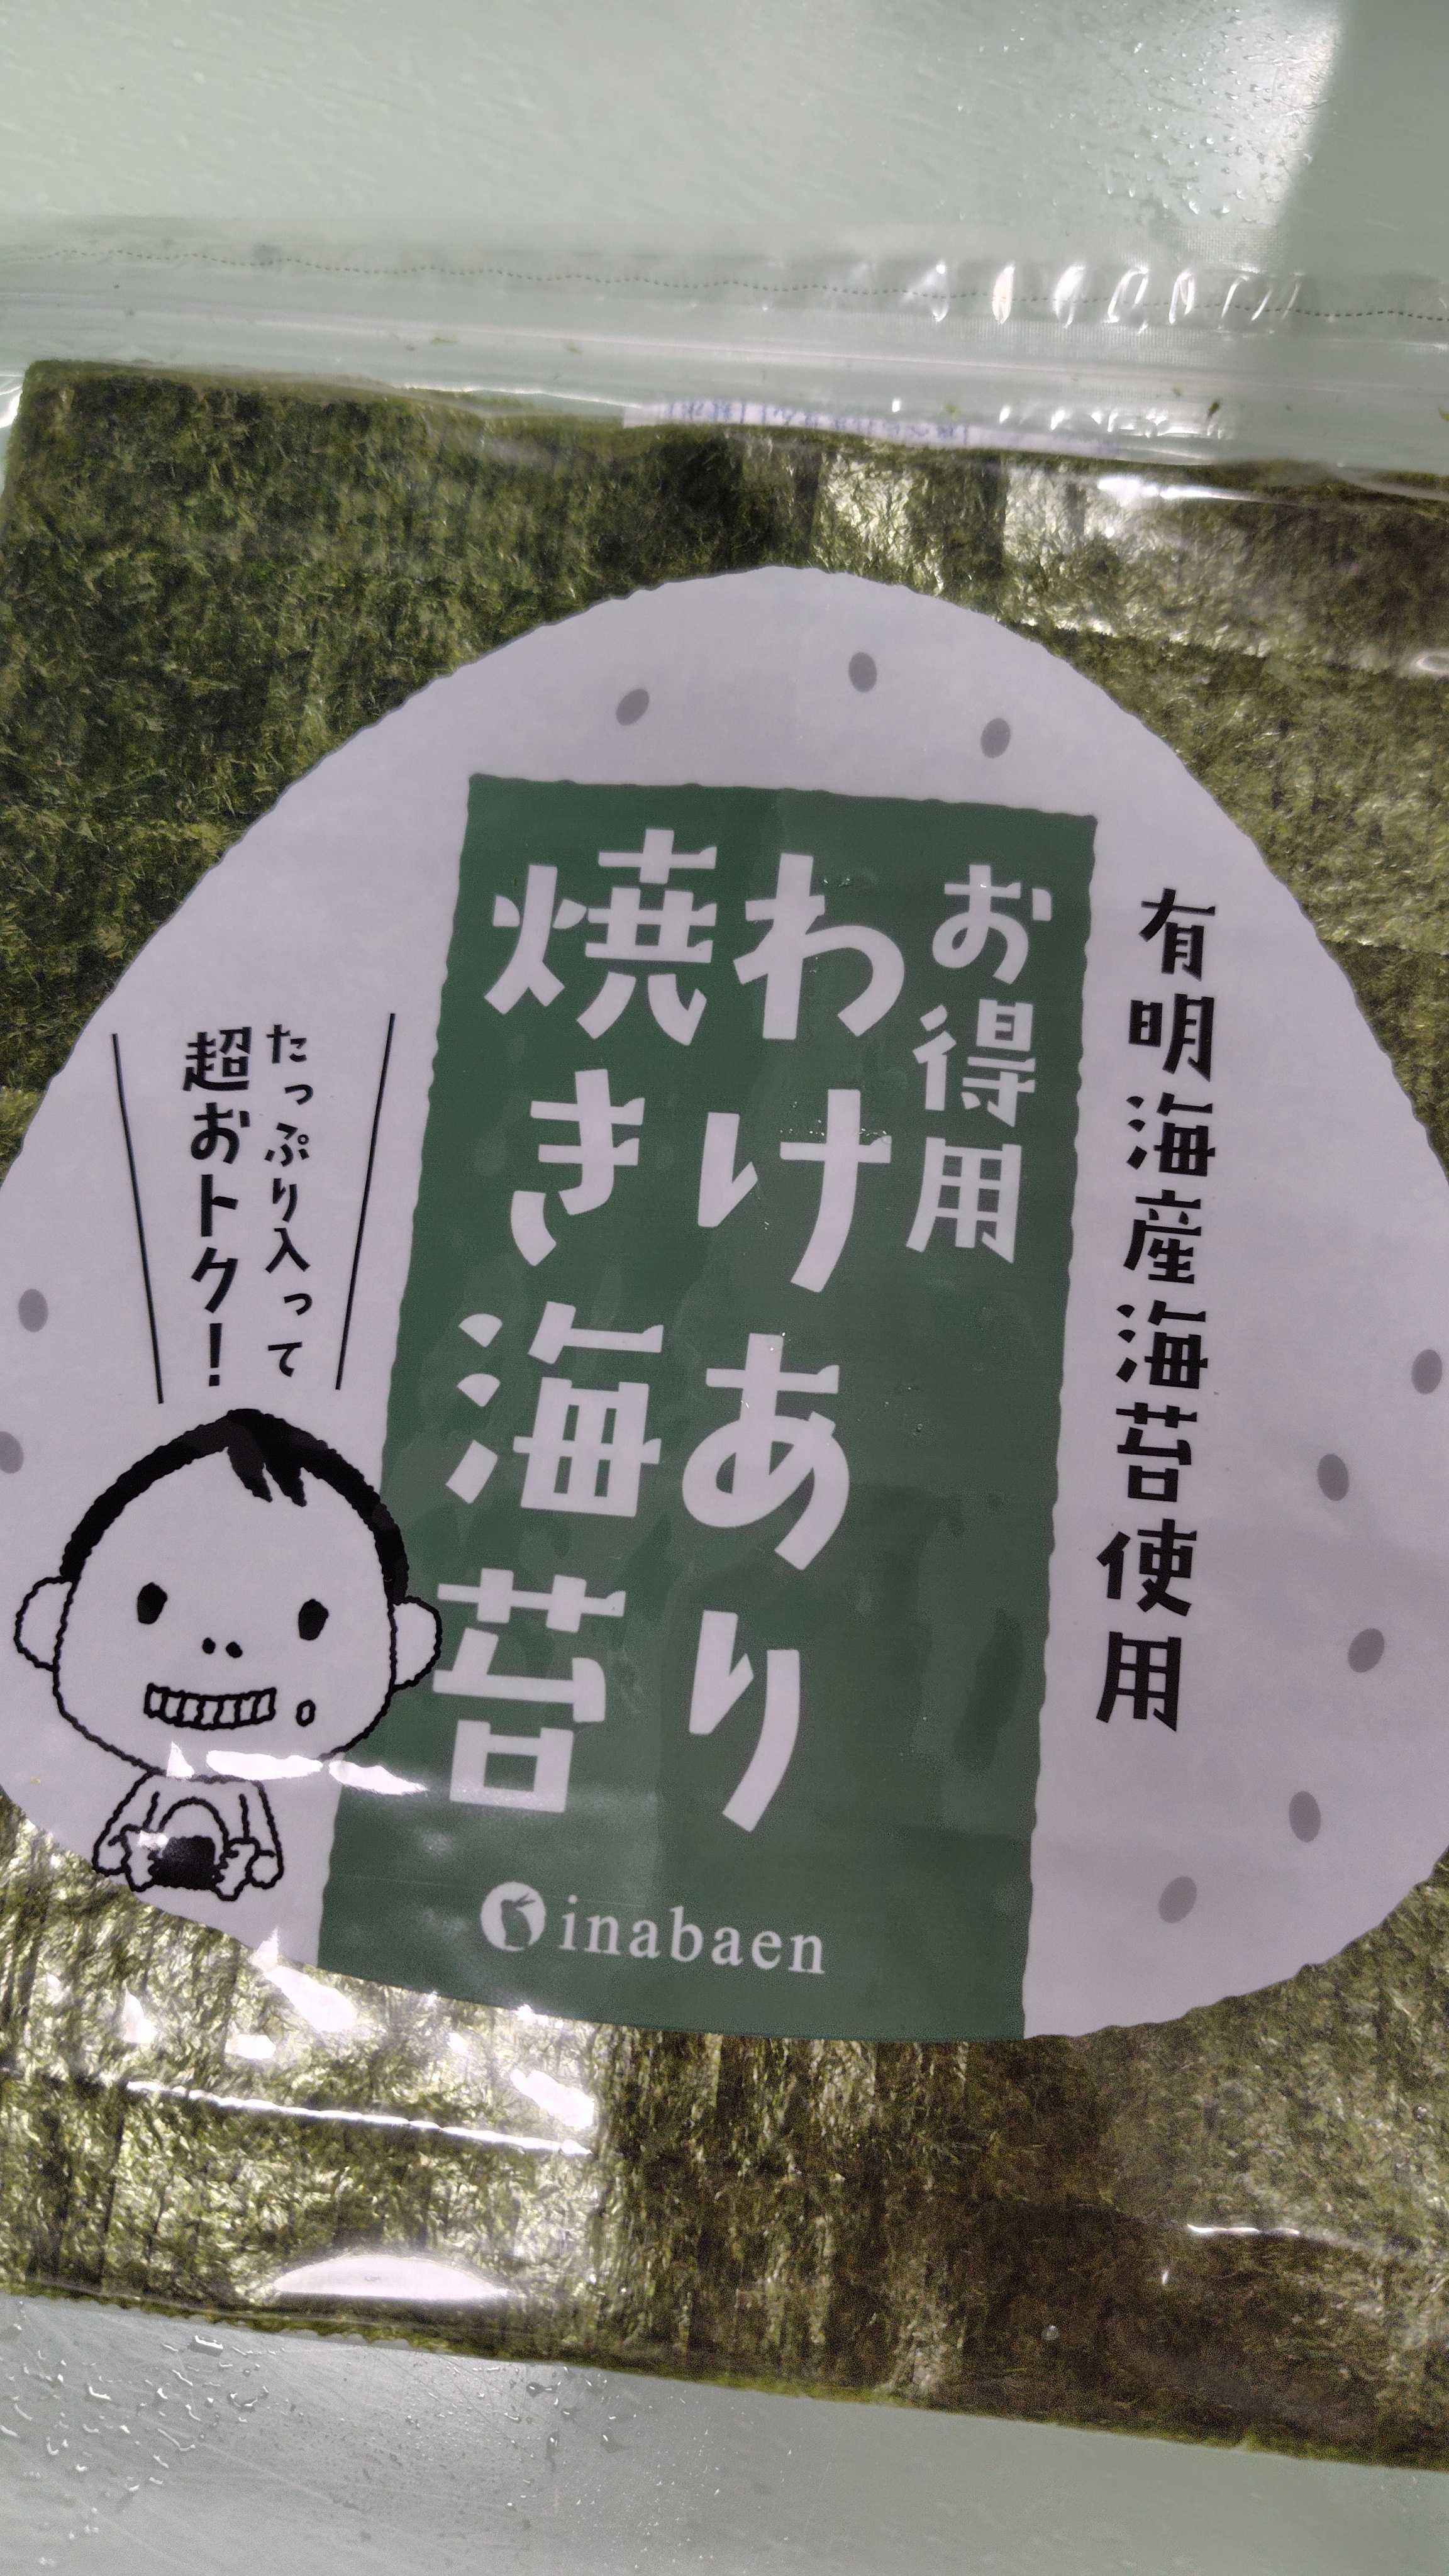 有明海産海苔使用
お得用
わけあり
焼き海苔
たっぷり入って
超おトク！
inabaen